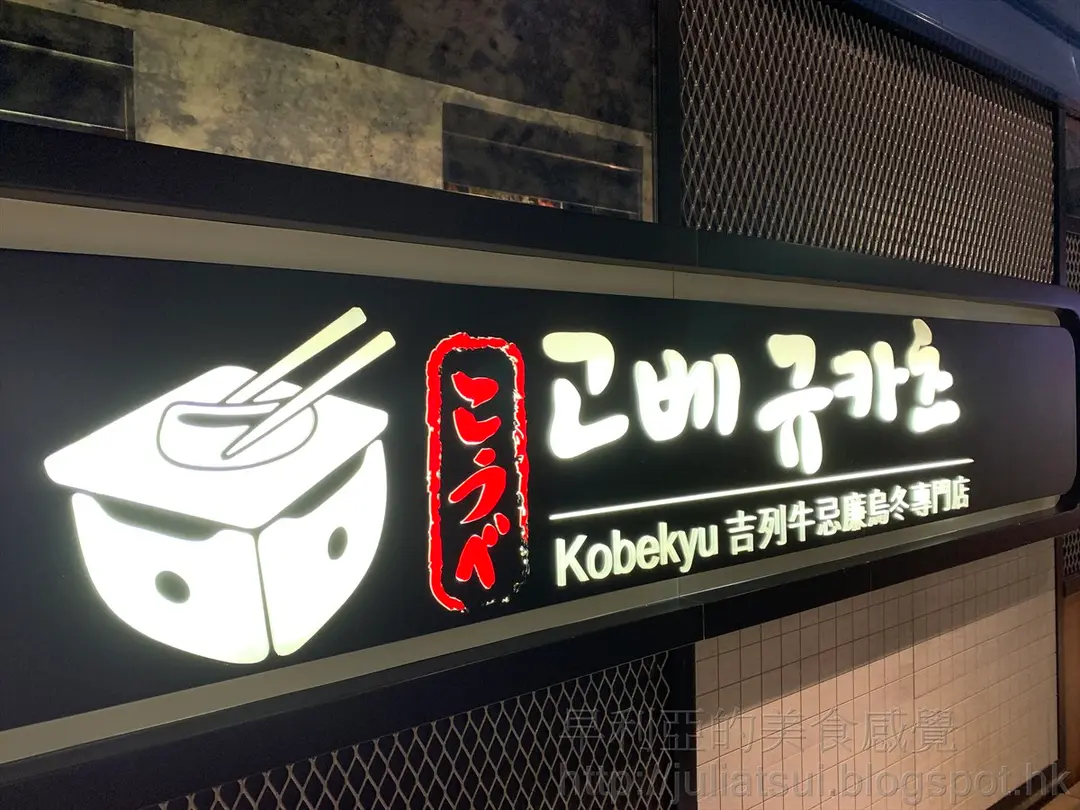 こうべ
고베 규카츠
Kobekyu 吉列牛忌廉烏冬專門店
早利亞的美食感覺
http://juliatsui.blogspot.hk